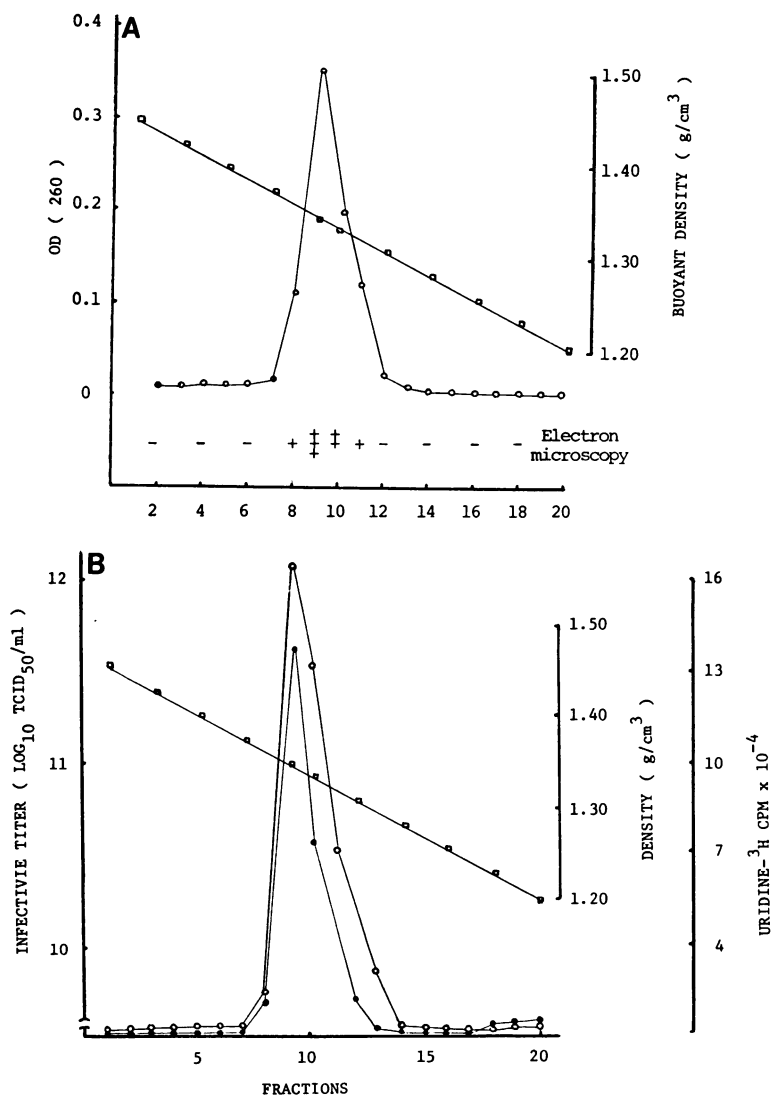 A
0.4
0.3
0.2
0.1
0
OD ( 260 )
1.50
1.40
1.30
1.20
BUOYANT DENSITY ( g/cm3 )
- - - + +++ ++ + - - - - Electron
microscopy
2 4 6 8 10 12 14 16 18 20
B
12
11
10
INFECTIVIE TITER ( LOG10 TCID50/ml )
1.50
1.40
1.30
1.20
DENSITY ( g/cm3 )
16
13
10
7
4
URIDINE-3H CPM x 10-4
5 10 15 20
FRACTIONS